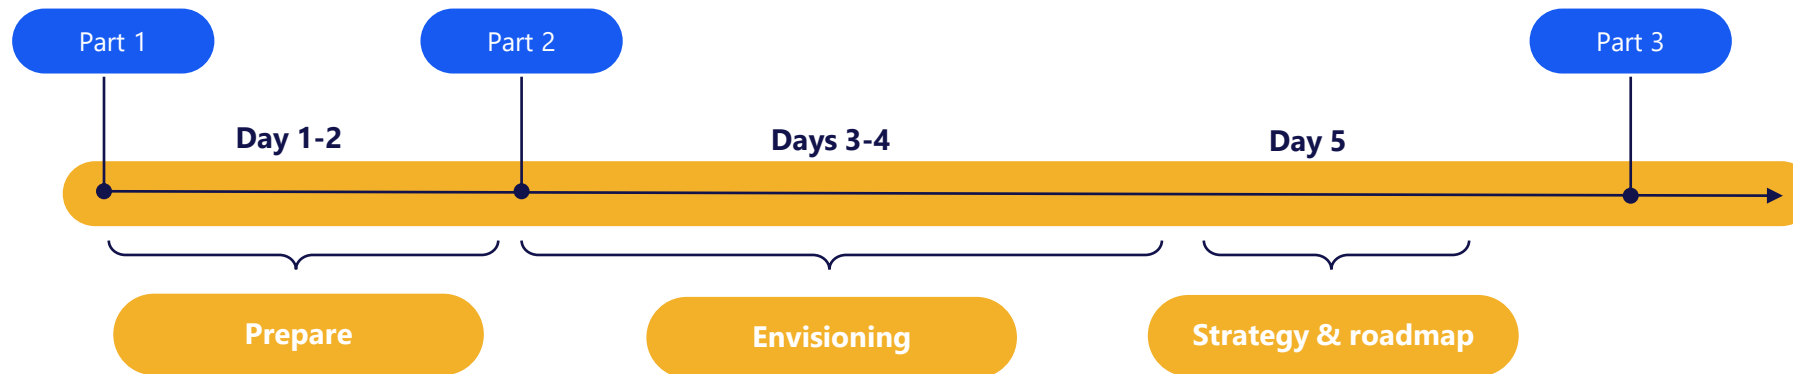 Part 1
Part 2
Part 3
Day 1-2
Days 3-4
Day 5
Prepare
Envisioning
Strategy & roadmap